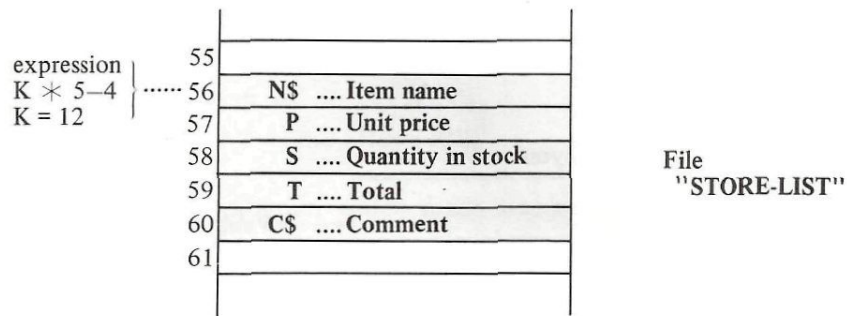 55
expression
K ∗ 5–4 ...... 56 N$ .... Item name
K = 12
57 P .... Unit price
58 S .... Quantity in stock
File
"STORE-LIST"
59 T .... Total
60 C$ .... Comment
61